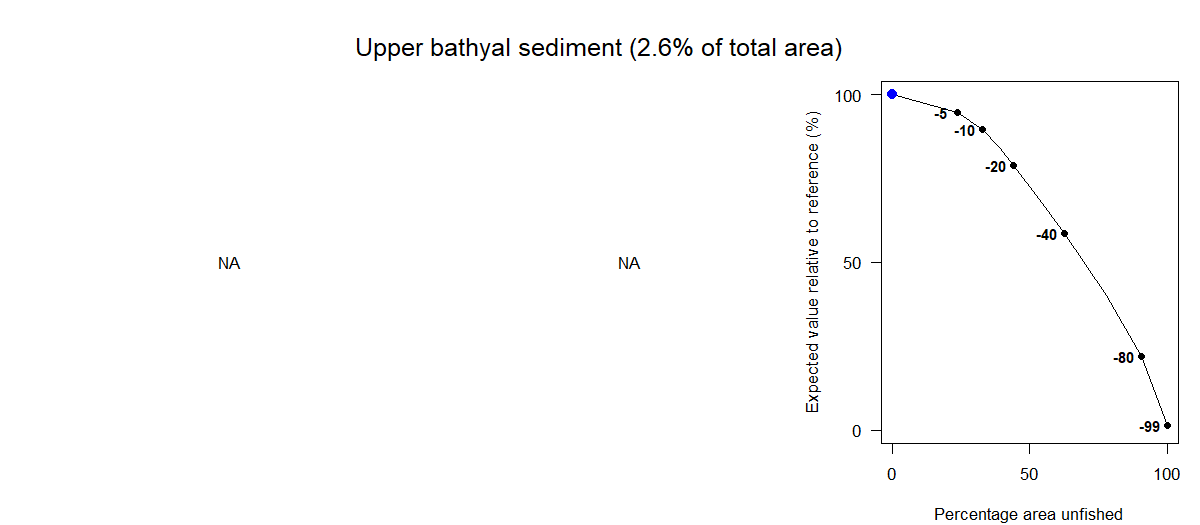 Upper bathyal sediment (2.6% of total area)
NA
NA
Expected value relative to reference (%)
100
50
0
-5
-10
-20
-40
-80
-99
0 50 100
Percentage area unfished